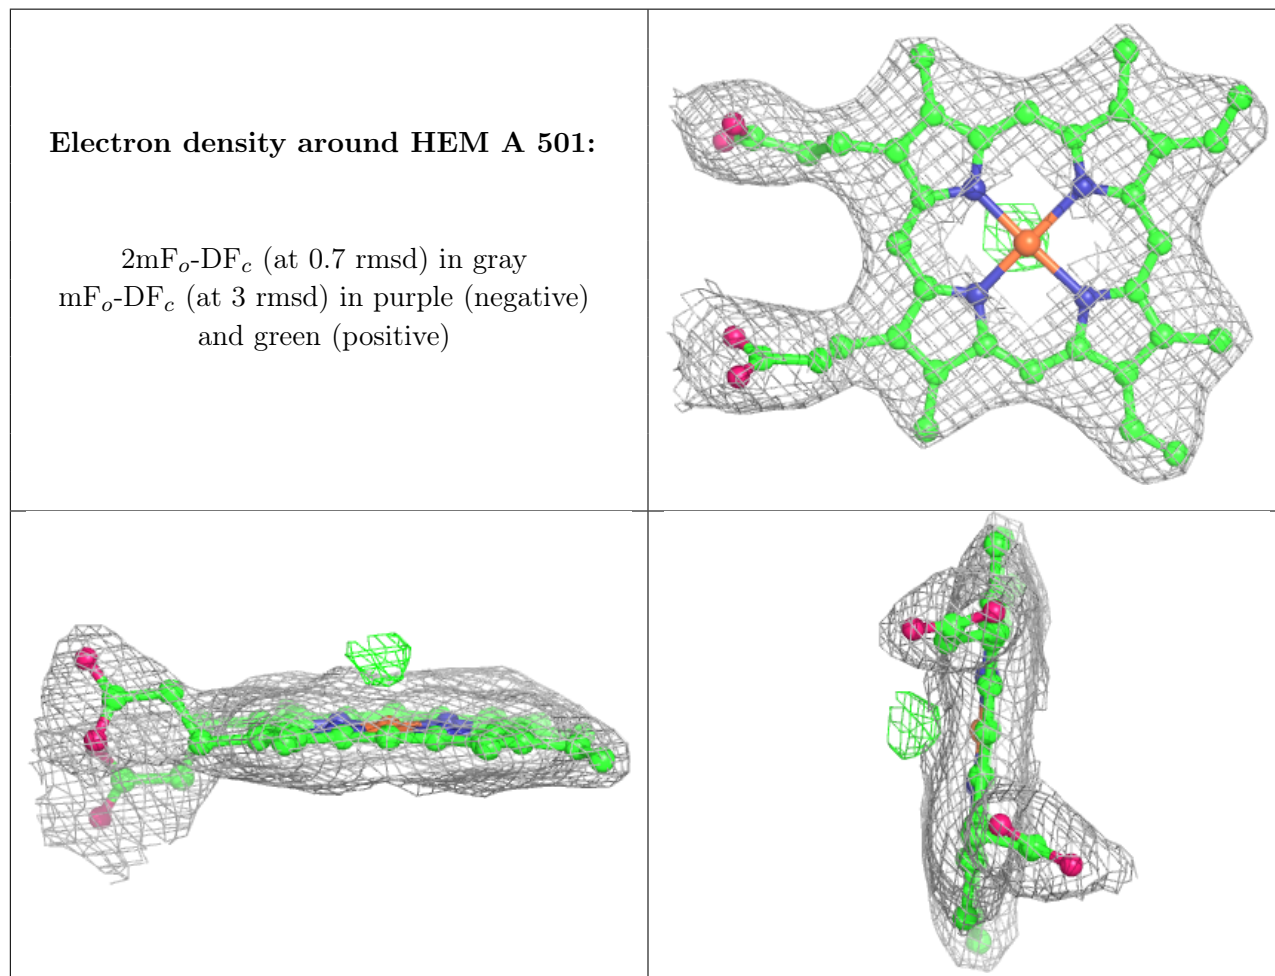 Electron density around HEM A 501:
2mFo-DFc (at 0.7 rmsd) in gray
mFo-DFc (at 3 rmsd) in purple (negative)
and green (positive)